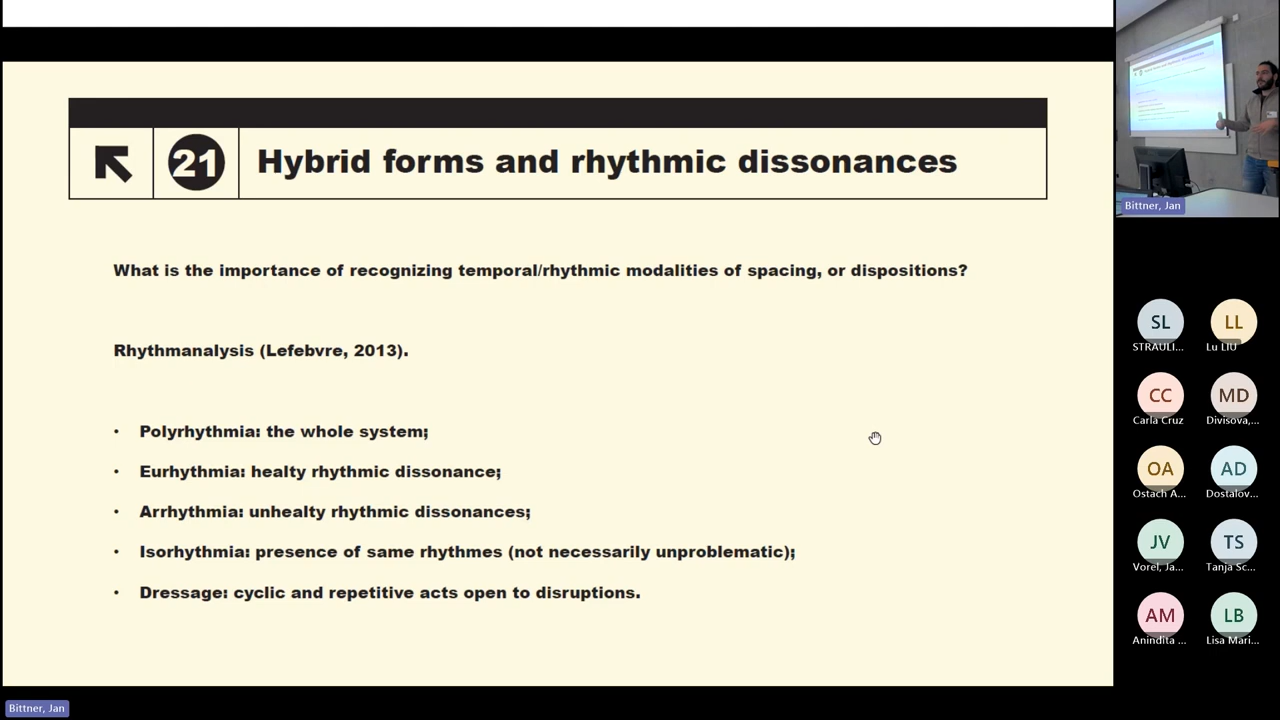 21 Hybrid forms and rhythmic dissonances
What is the importance of recognizing temporal/rhythmic modalities of spacing, or dispositions?
Rhythmanalysis (Lefebvre, 2013).
• Polyrhythmia: the whole system;
• Eurhythmia: healty rhythmic dissonance;
• Arrhythmia: unhealty rhythmic dissonances;
• Isorhythmia: presence of same rhythmes (not necessarily unproblematic);
• Dressage: cyclic and repetitive acts open to disruptions.
Bittner, Jan
Bittner, Jan
SL
LL
STRAULI...
Lu LIU
CC
MD
Carla Cruz
Divisova,...
OA
AD
Ostach A...
Dostalov...
JV
TS
Vorel, Ja...
Tanja Sc...
AM
LB
Anindita ...
Lisa Mari...